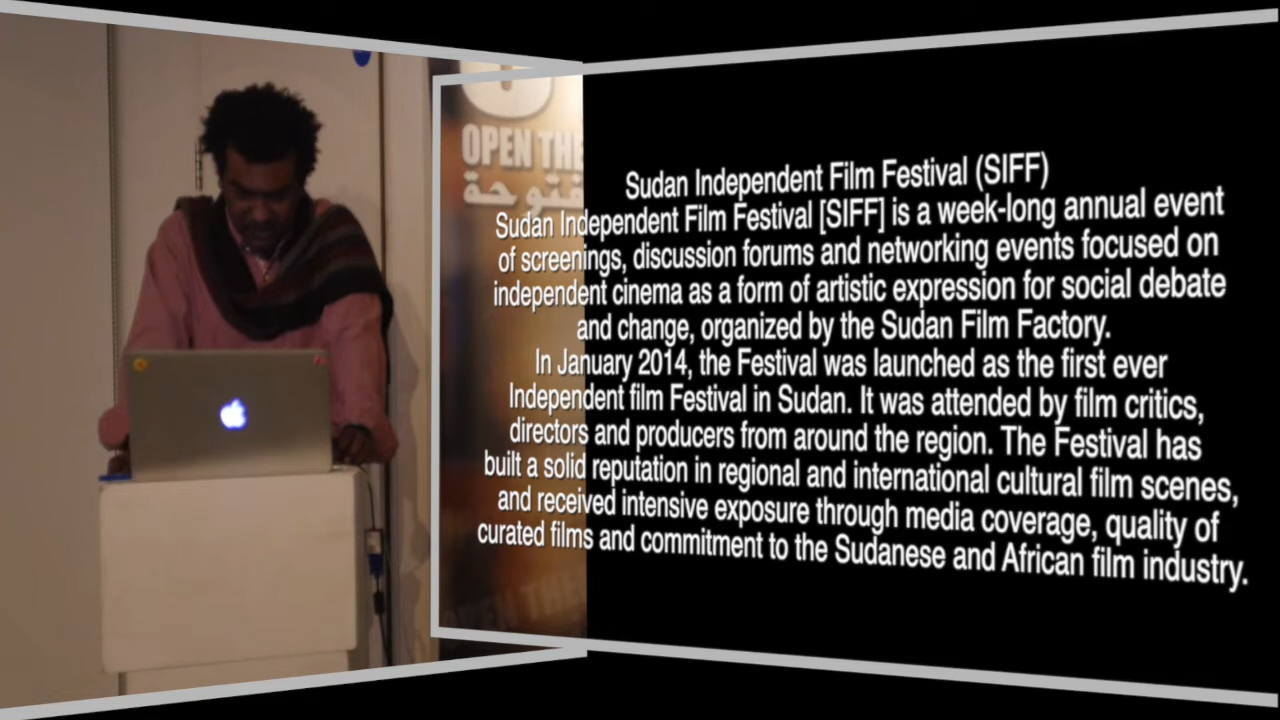 OPEN THE
Sudan Independent Film Festival (SIFF)
Sudan Independent Film Festival [SIFF] is a week-long annual event
of screenings, discussion forums and networking events focused on
independent cinema as a form of artistic expression for social debate
and change, organized by the Sudan Film Factory.
In January 2014, the Festival was launched as the first ever
Independent film Festival in Sudan. It was attended by film critics,
directors and producers from around the region. The Festival has
built a solid reputation in regional and international cultural film scenes,
and received intensive exposure through media coverage, quality of
curated films and commitment to the Sudanese and African film industry.